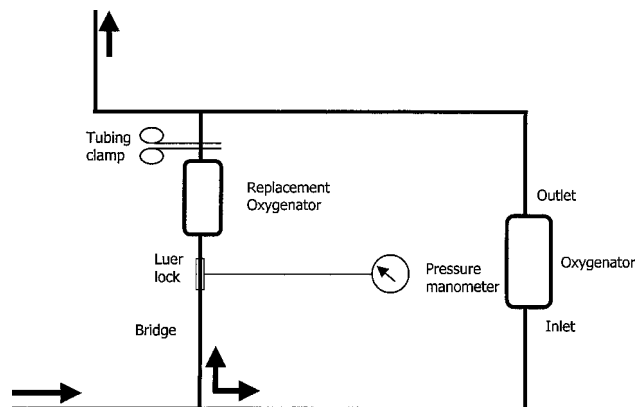 Tubing
clamp
Replacement
Oxygenator
Outlet
Luer
lock
Pressure
manometer
Oxygenator
Bridge
Inlet